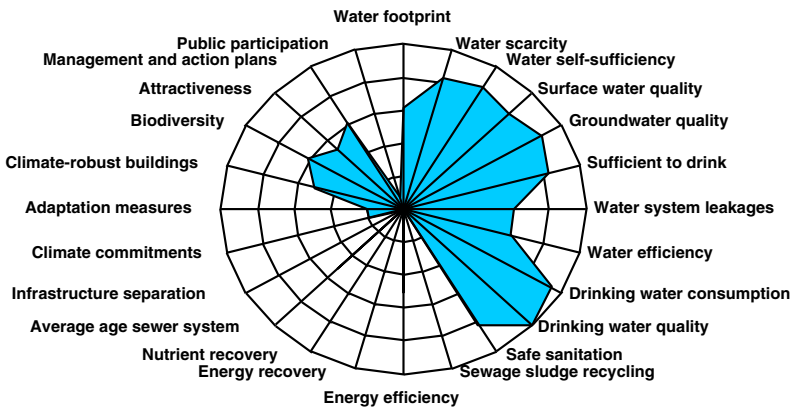 Water footprint
Water scarcity
Water self-sufficiency
Surface water quality
Groundwater quality
Sufficient to drink
Water system leakages
Water efficiency
Drinking water consumption
Drinking water quality
Safe sanitation
Sewage sludge recycling
Energy efficiency
Energy recovery
Nutrient recovery
Average age sewer system
Infrastructure separation
Climate commitments
Adaptation measures
Climate-robust buildings
Biodiversity
Attractiveness
Management and action plans
Public participation